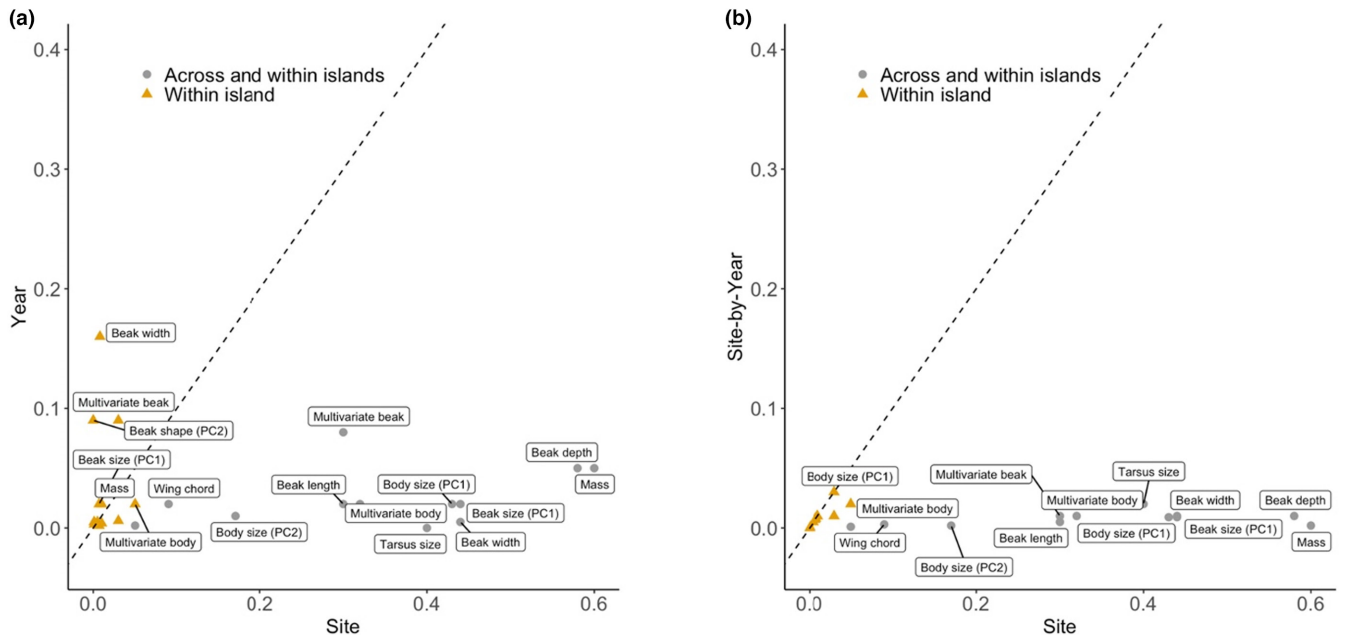 (a)
0.4
0.3
0.2
0.1
0.0
Year
Across and within islands
Within island
Beak width
Multivariate beak
Beak shape (PC2)
Beak size (PC1)
Mass
Wing chord
Multivariate body
Body size (PC2)
Multivariate beak
Beak length
Multivariate body
Body size (PC1)
Beak size (PC1)
Tarsus size
Beak width
Beak depth
Mass
0.0
0.2
0.4
0.6
Site
(b)
0.4
0.3
0.2
0.1
0.0
Site-by-Year
Across and within islands
Within island
Body size (PC1)
Multivariate body
Wing chord
Body size (PC2)
Multivariate beak
Beak length
Multivariate body
Tarsus size
Body size (PC1)
Beak width
Beak size (PC1)
Beak depth
Mass
0.0
0.2
0.4
0.6
Site